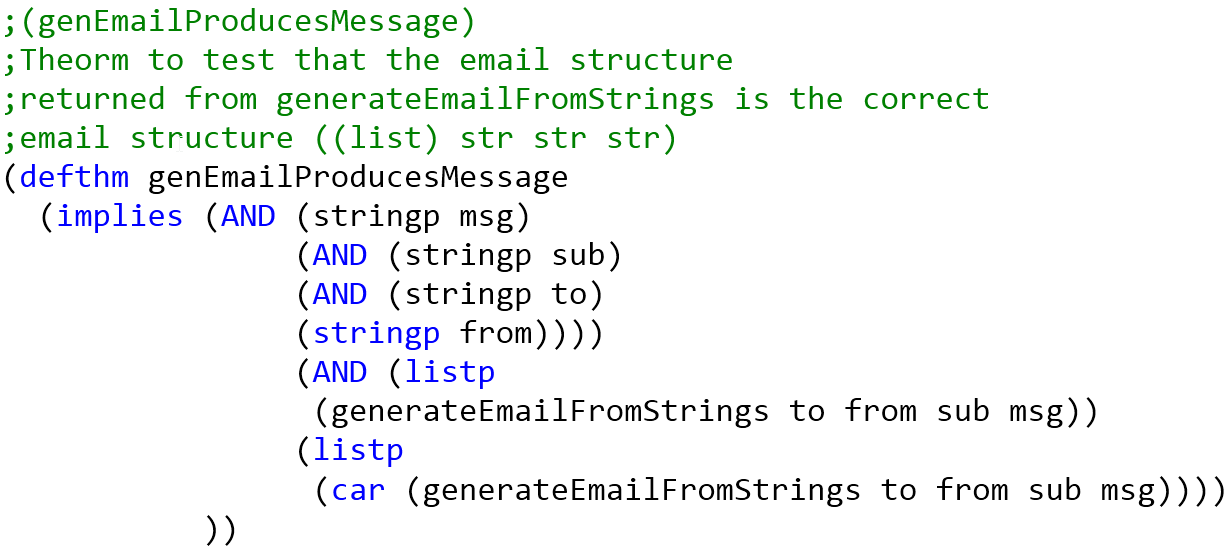 ;(genEmailProducesMessage)
;Theorm to test that the email structure
;returned from generateEmailFromStrings is the correct
;email structure ((list) str str str)
(defthm genEmailProducesMessage
  (implies (AND (stringp msg)
                (AND (stringp sub)
                (AND (stringp to)
                (stringp from))))
                (AND (listp
                 (generateEmailFromStrings to from sub msg))
                (listp
                 (car (generateEmailFromStrings to from sub msg))))
           ))